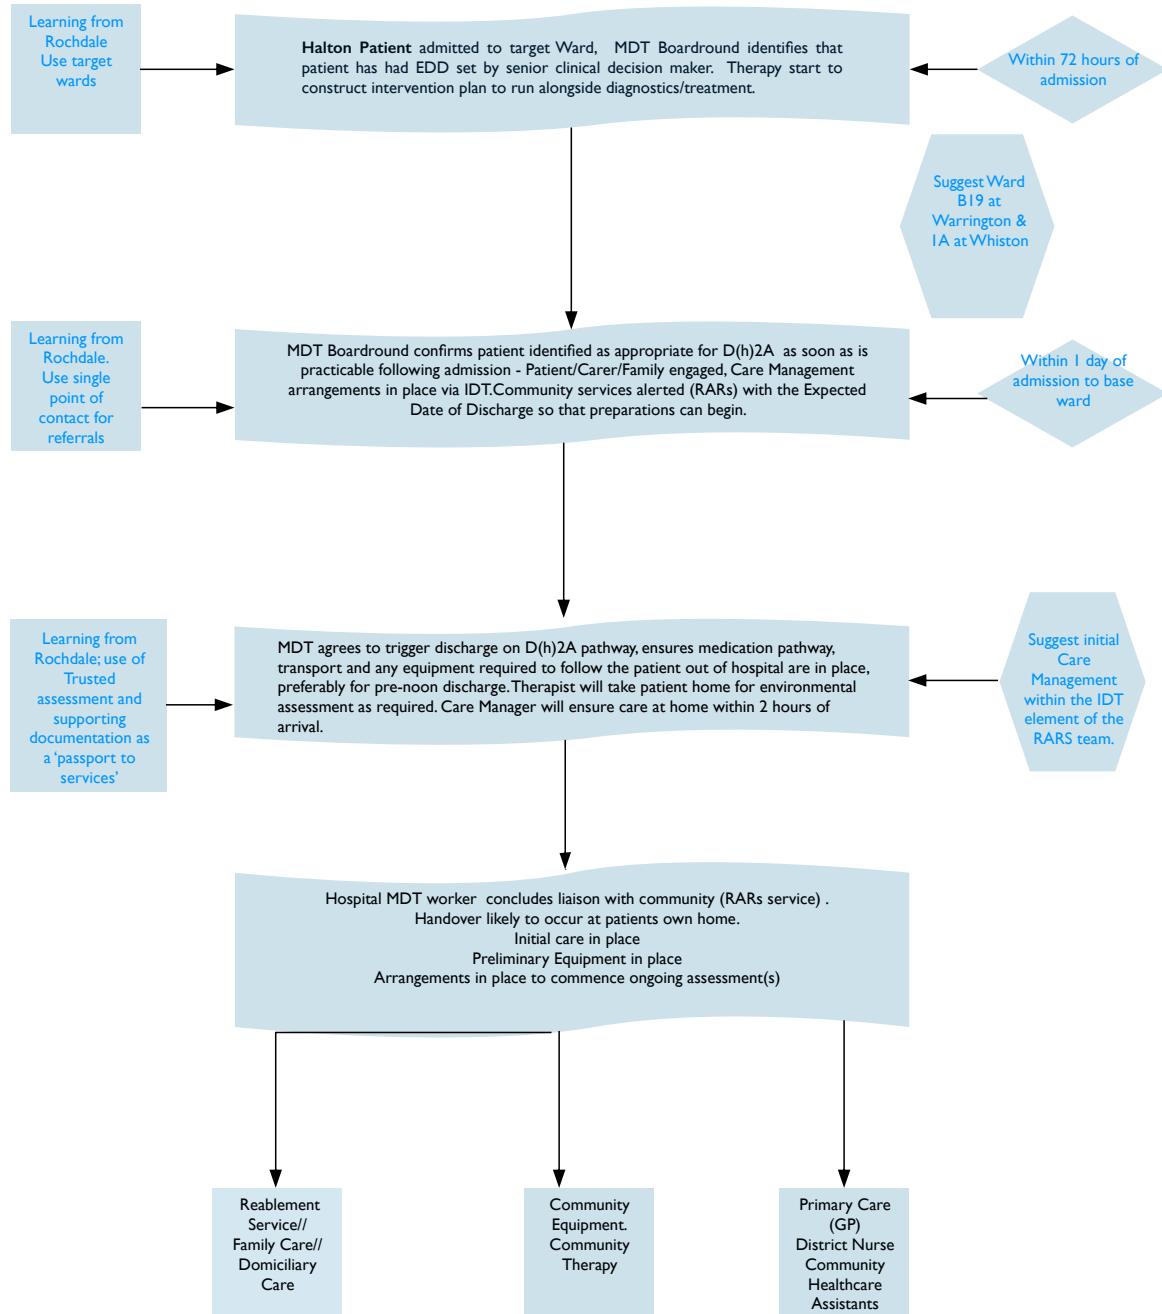 Learning from
Rochdale
Use target
wards
Halton Patient admitted to target Ward, MDT Boardround identifies that
patient has had EDD set by senior clinical decision maker. Therapy start to
construct intervention plan to run alongside diagnostics/treatment.
Within 72 hours of
admission
Suggest Ward
B19 at
Warrington &
1A at Whiston
Learning from
Rochdale.
Use single
point of
contact for
referrals
MDT Boardround confirms patient identified as appropriate for D(h)2A as soon as is
practicable following admission - Patient/Carer/Family engaged, Care Management
arrangements in place via IDT.Community services alerted (RARs) with the Expected
Date of Discharge so that preparations can begin.
Within 1 day of
admission to base
ward
Learning from
Rochdale; use of
Trusted
assessment and
supporting
documentation as
a ‘passport to
services’
MDT agrees to trigger discharge on D(h)2A pathway, ensures medication pathway,
transport and any equipment required to follow the patient out of hospital are in place,
preferably for pre-noon discharge. Therapist will take patient home for environmental
assessment as required. Care Manager will ensure care at home within 2 hours of
arrival.
Suggest initial
Care
Management
within the IDT
element of the
RARS team.
Hospital MDT worker concludes liaison with community (RARs service) .
Handover likely to occur at patients own home.
Initial care in place
Preliminary Equipment in place
Arrangements in place to commence ongoing assessment(s)
Reablement
Service//
Family Care//
Domiciliary
Care
Community
Equipment.
Community
Therapy
Primary Care
(GP)
District Nurse
Community
Healthcare
Assistants